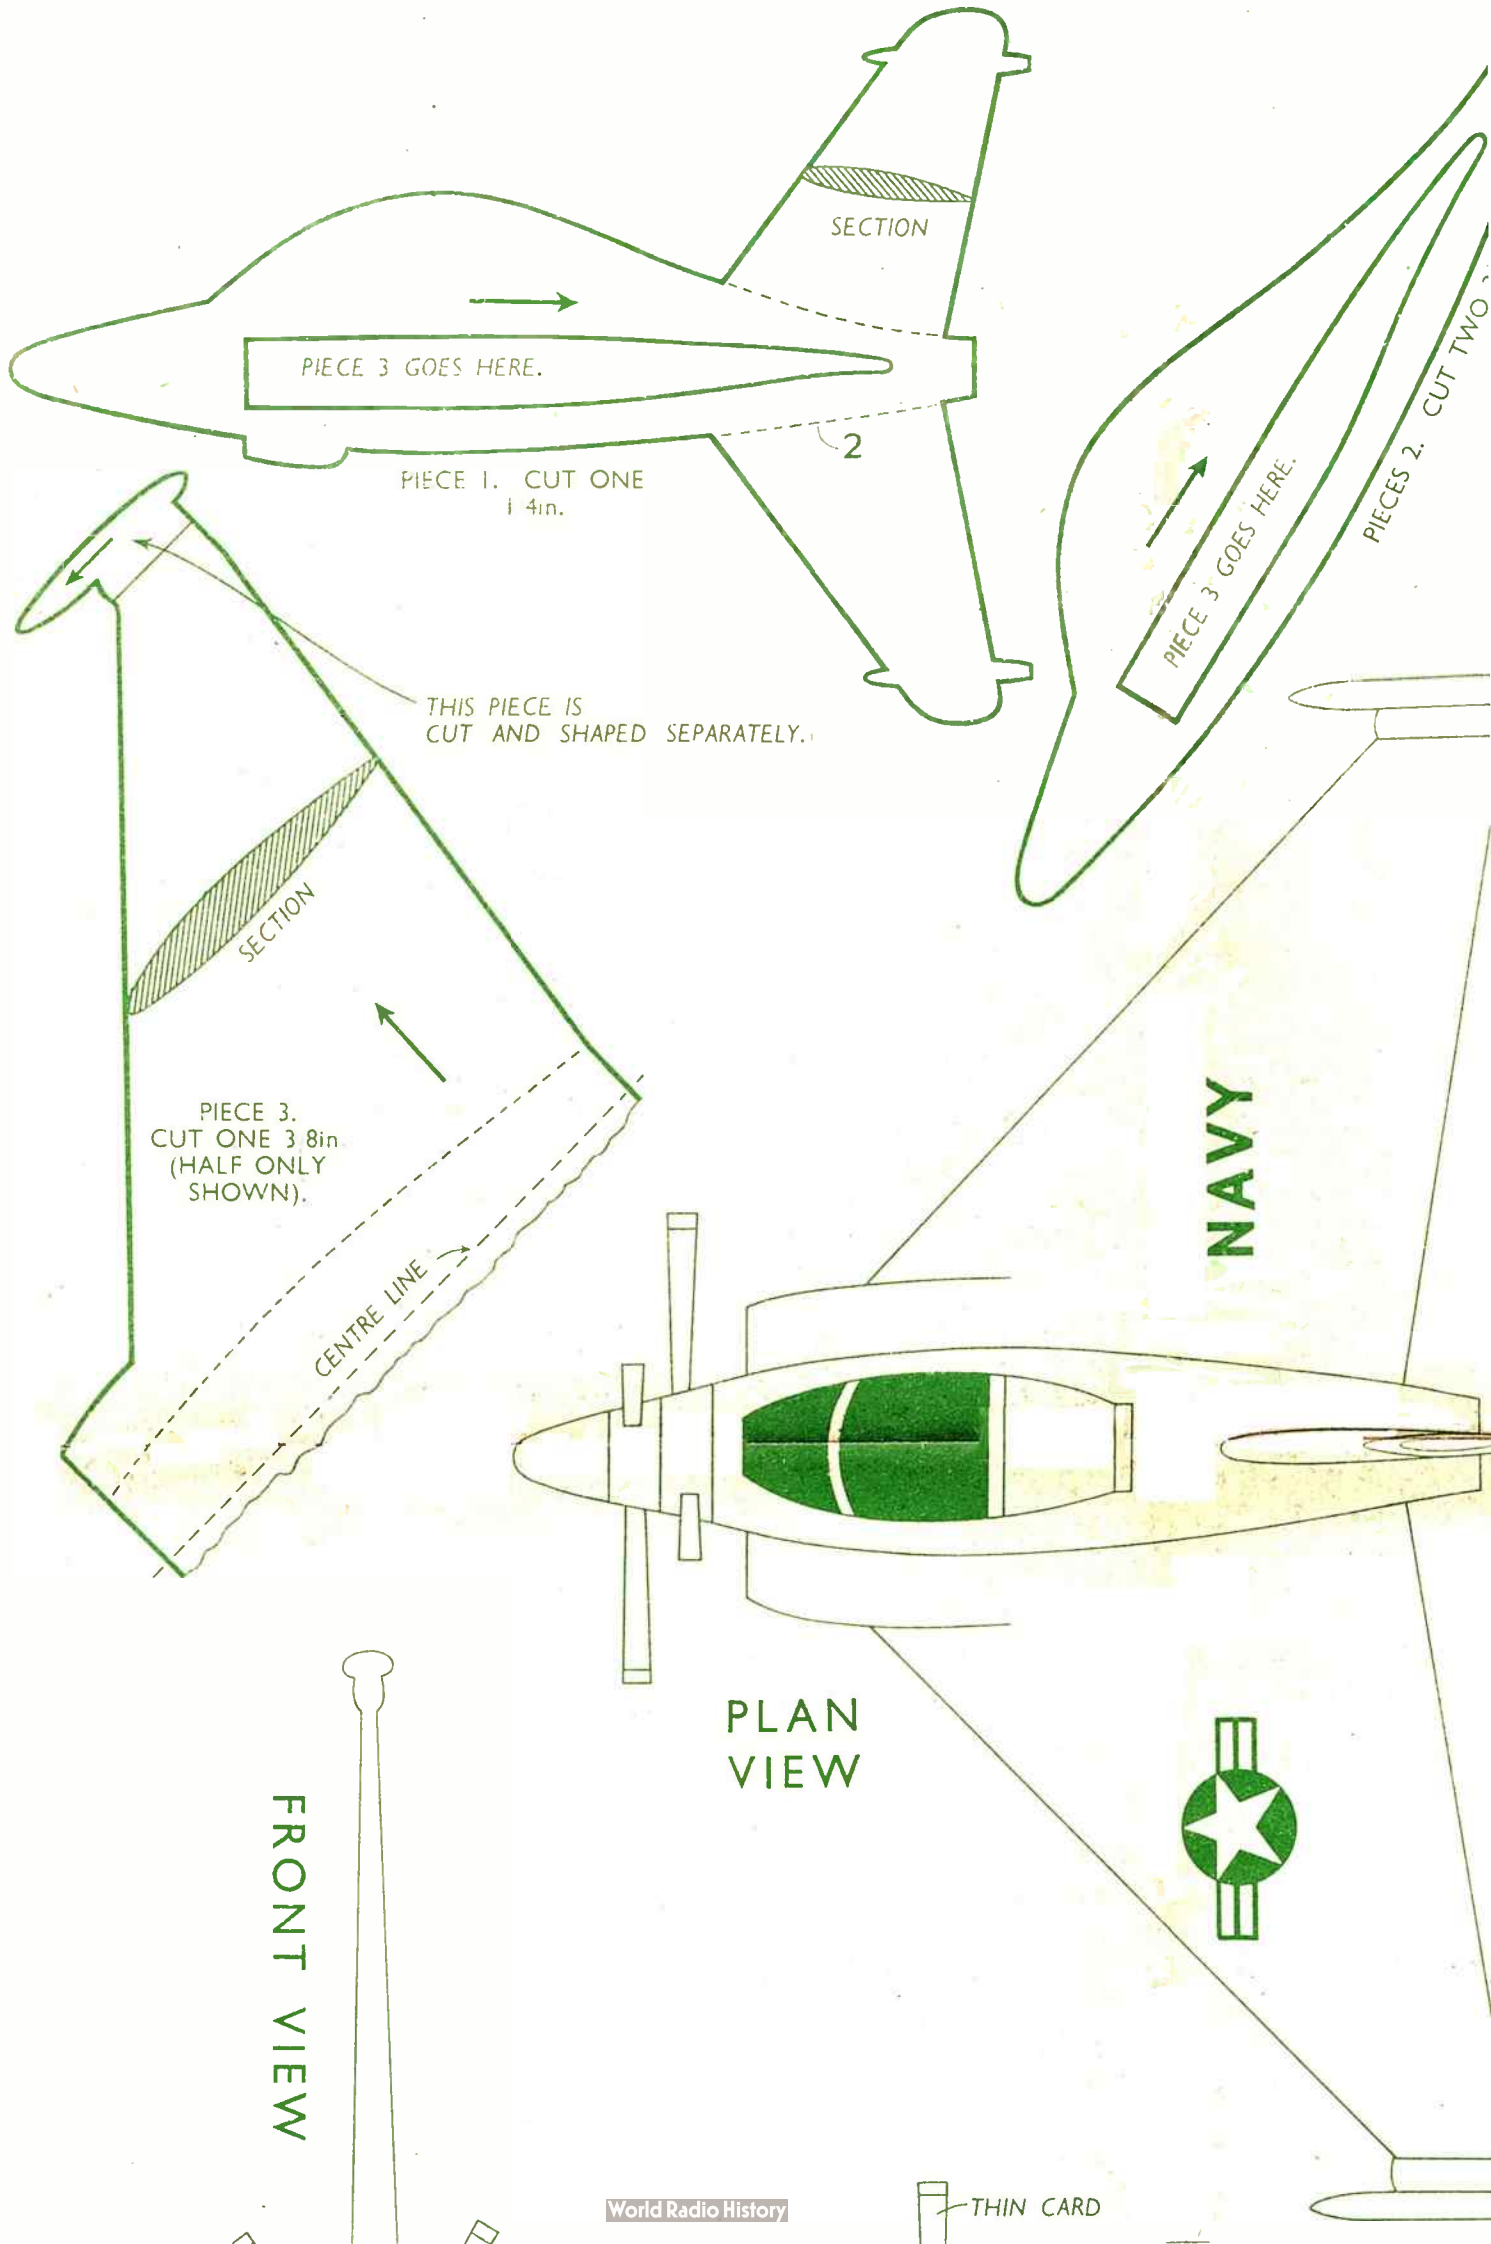 SECTION
PIECE 3 GOES HERE.
2
PIECE 1. CUT ONE
1 4in.
PIECES 2. CUT TWO
PIECE 3 GOES HERE.
THIS PIECE IS
CUT AND SHAPED SEPARATELY.
SECTION
PIECE 3.
CUT ONE 3 8in
(HALF ONLY
SHOWN).
CENTRE LINE
NAVY
PLAN
VIEW
FRONT VIEW
THIN CARD
World Radio History